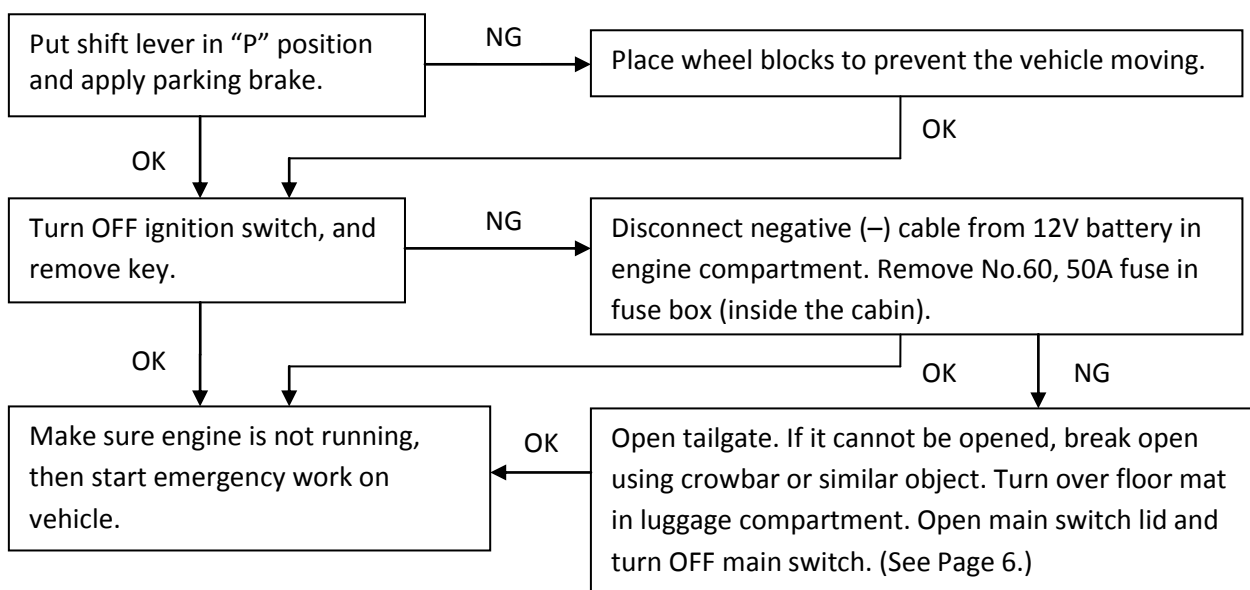 Put shift lever in “P” position
and apply parking brake.
NG
Place wheel blocks to prevent the vehicle moving.
OK
OK
Turn OFF ignition switch, and
remove key.
NG
Disconnect negative (–) cable from 12V battery in
engine compartment. Remove No.60, 50A fuse in
fuse box (inside the cabin).
OK
OK
NG
Make sure engine is not running,
then start emergency work on
vehicle.
OK
Open tailgate. If it cannot be opened, break open
using crowbar or similar object. Turn over floor mat
in luggage compartment. Open main switch lid and
turn OFF main switch. (See Page 6.)